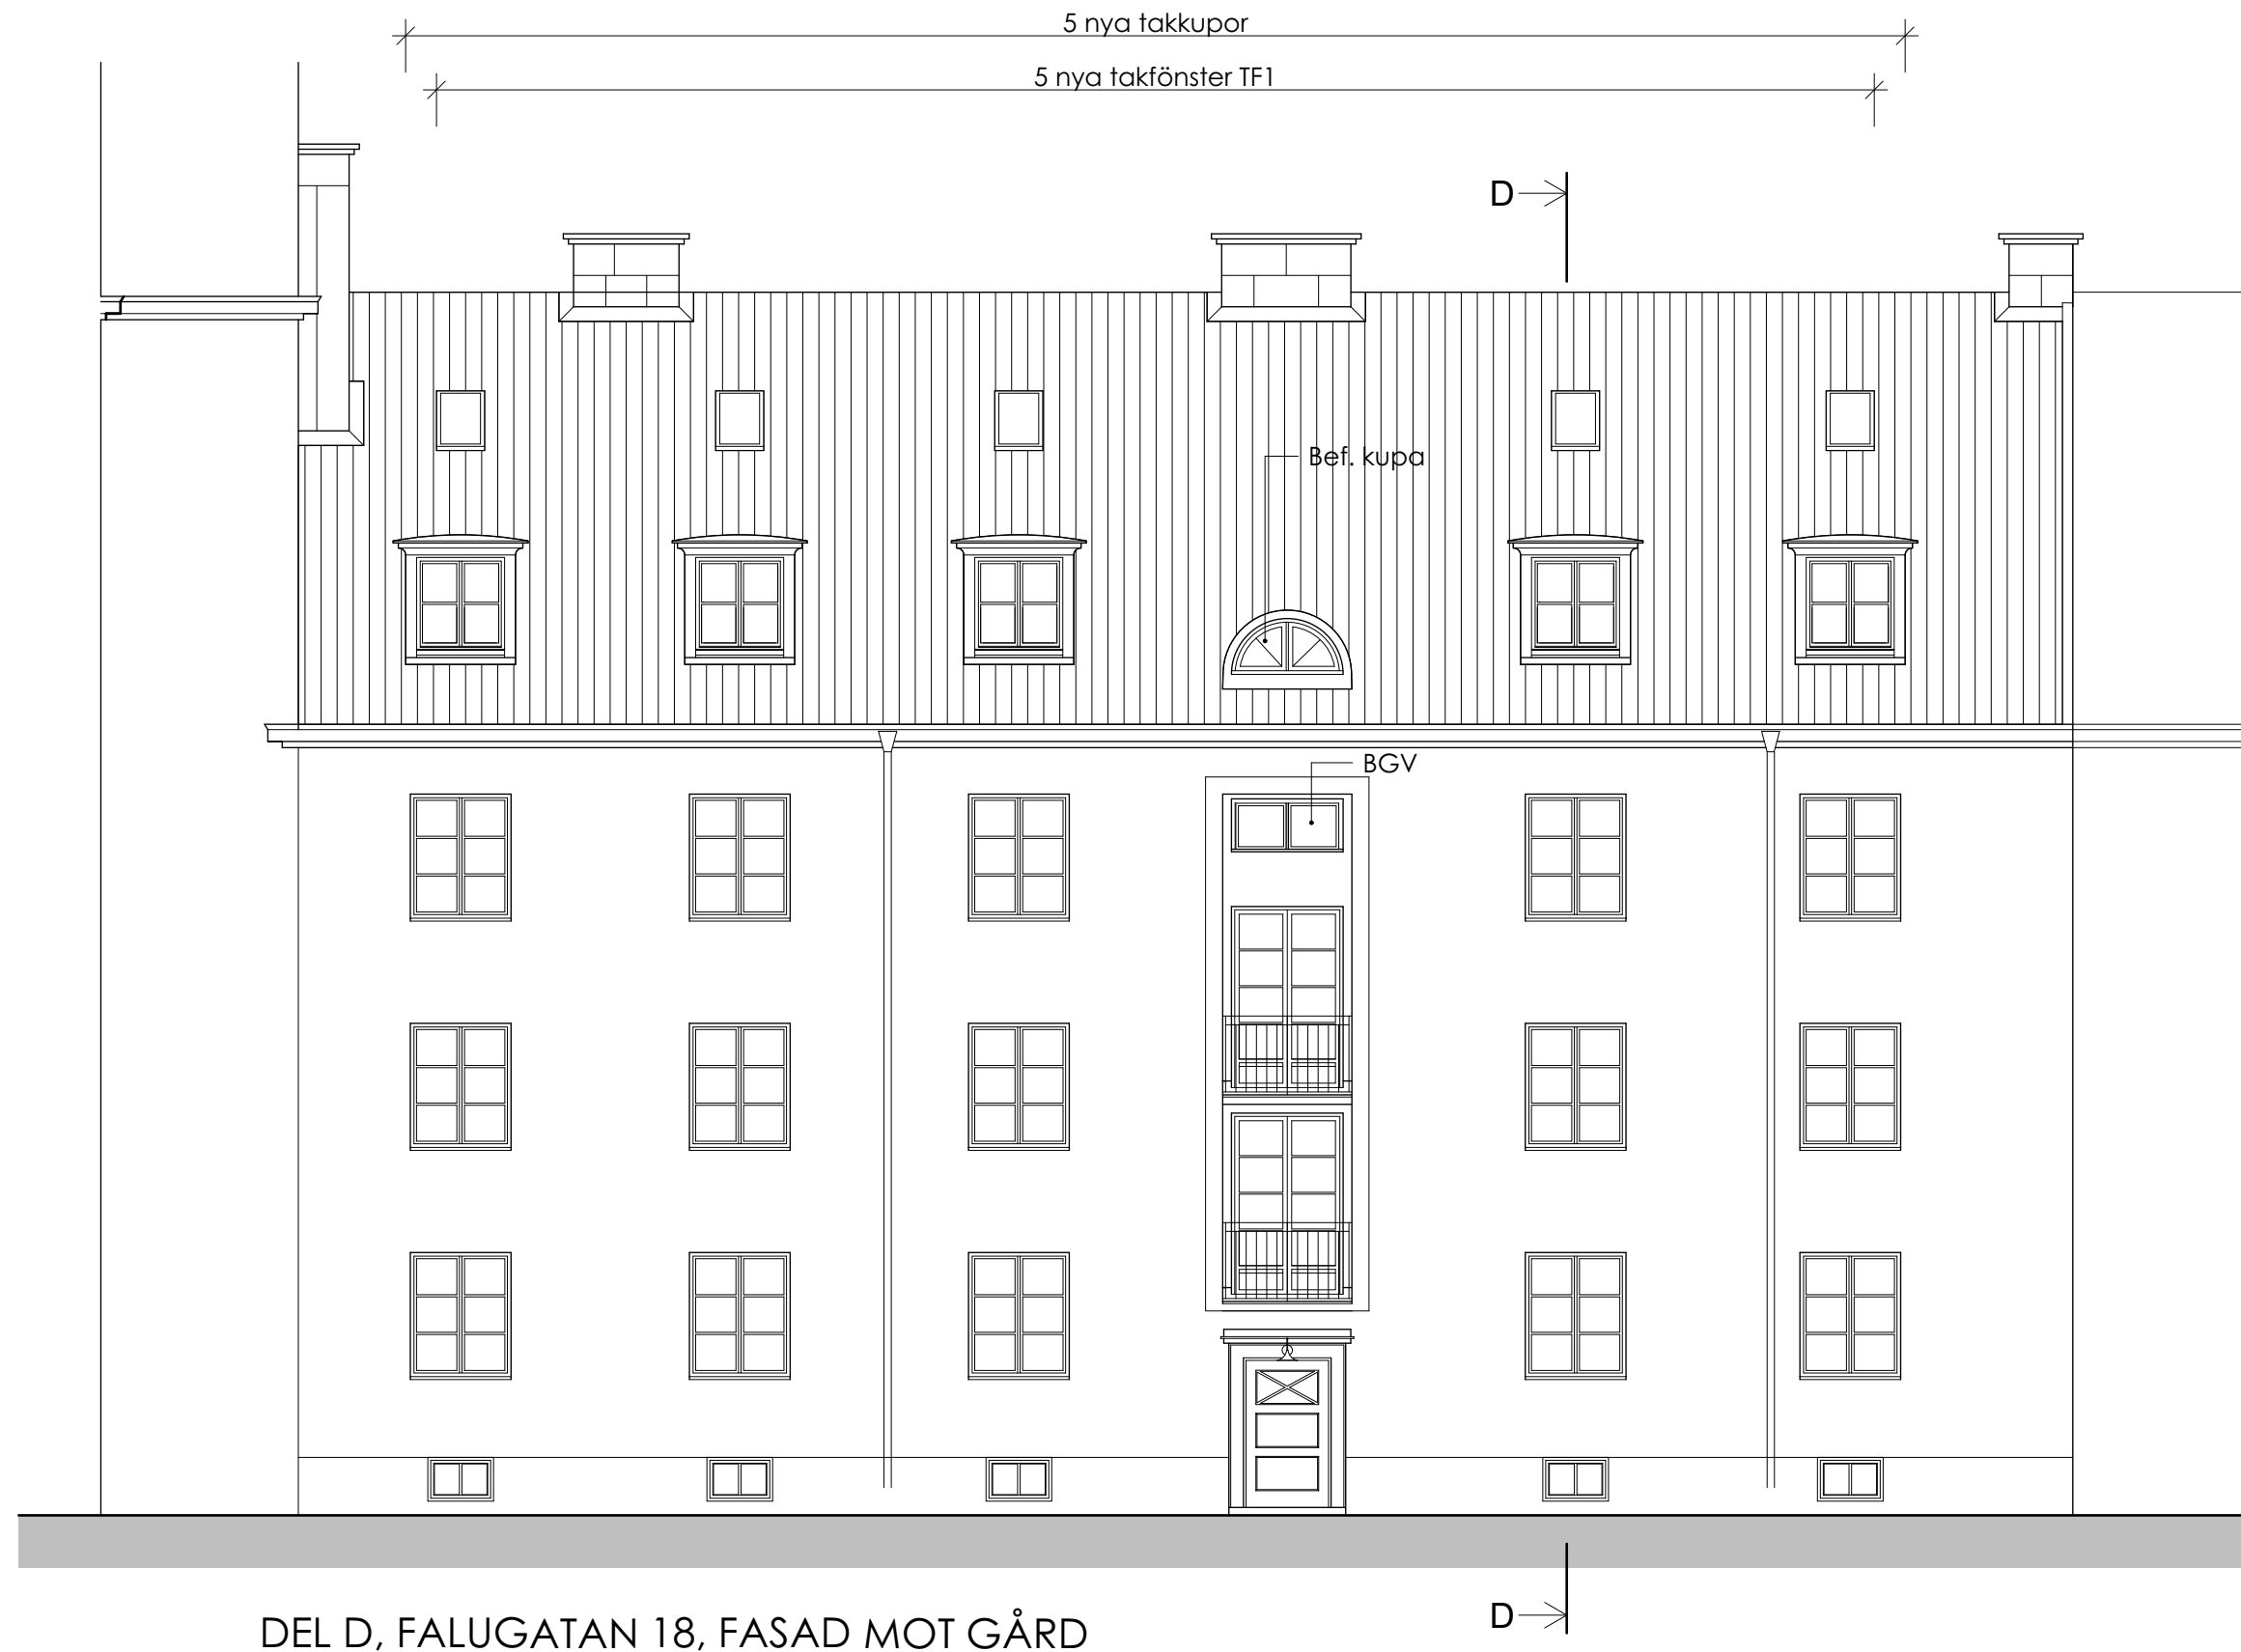 5 nya takkupor
5 nya takfönster TF1
D
Bef. kupa
BGV
D
DEL D, FALUGATAN 18, FASAD MOT GÅRD